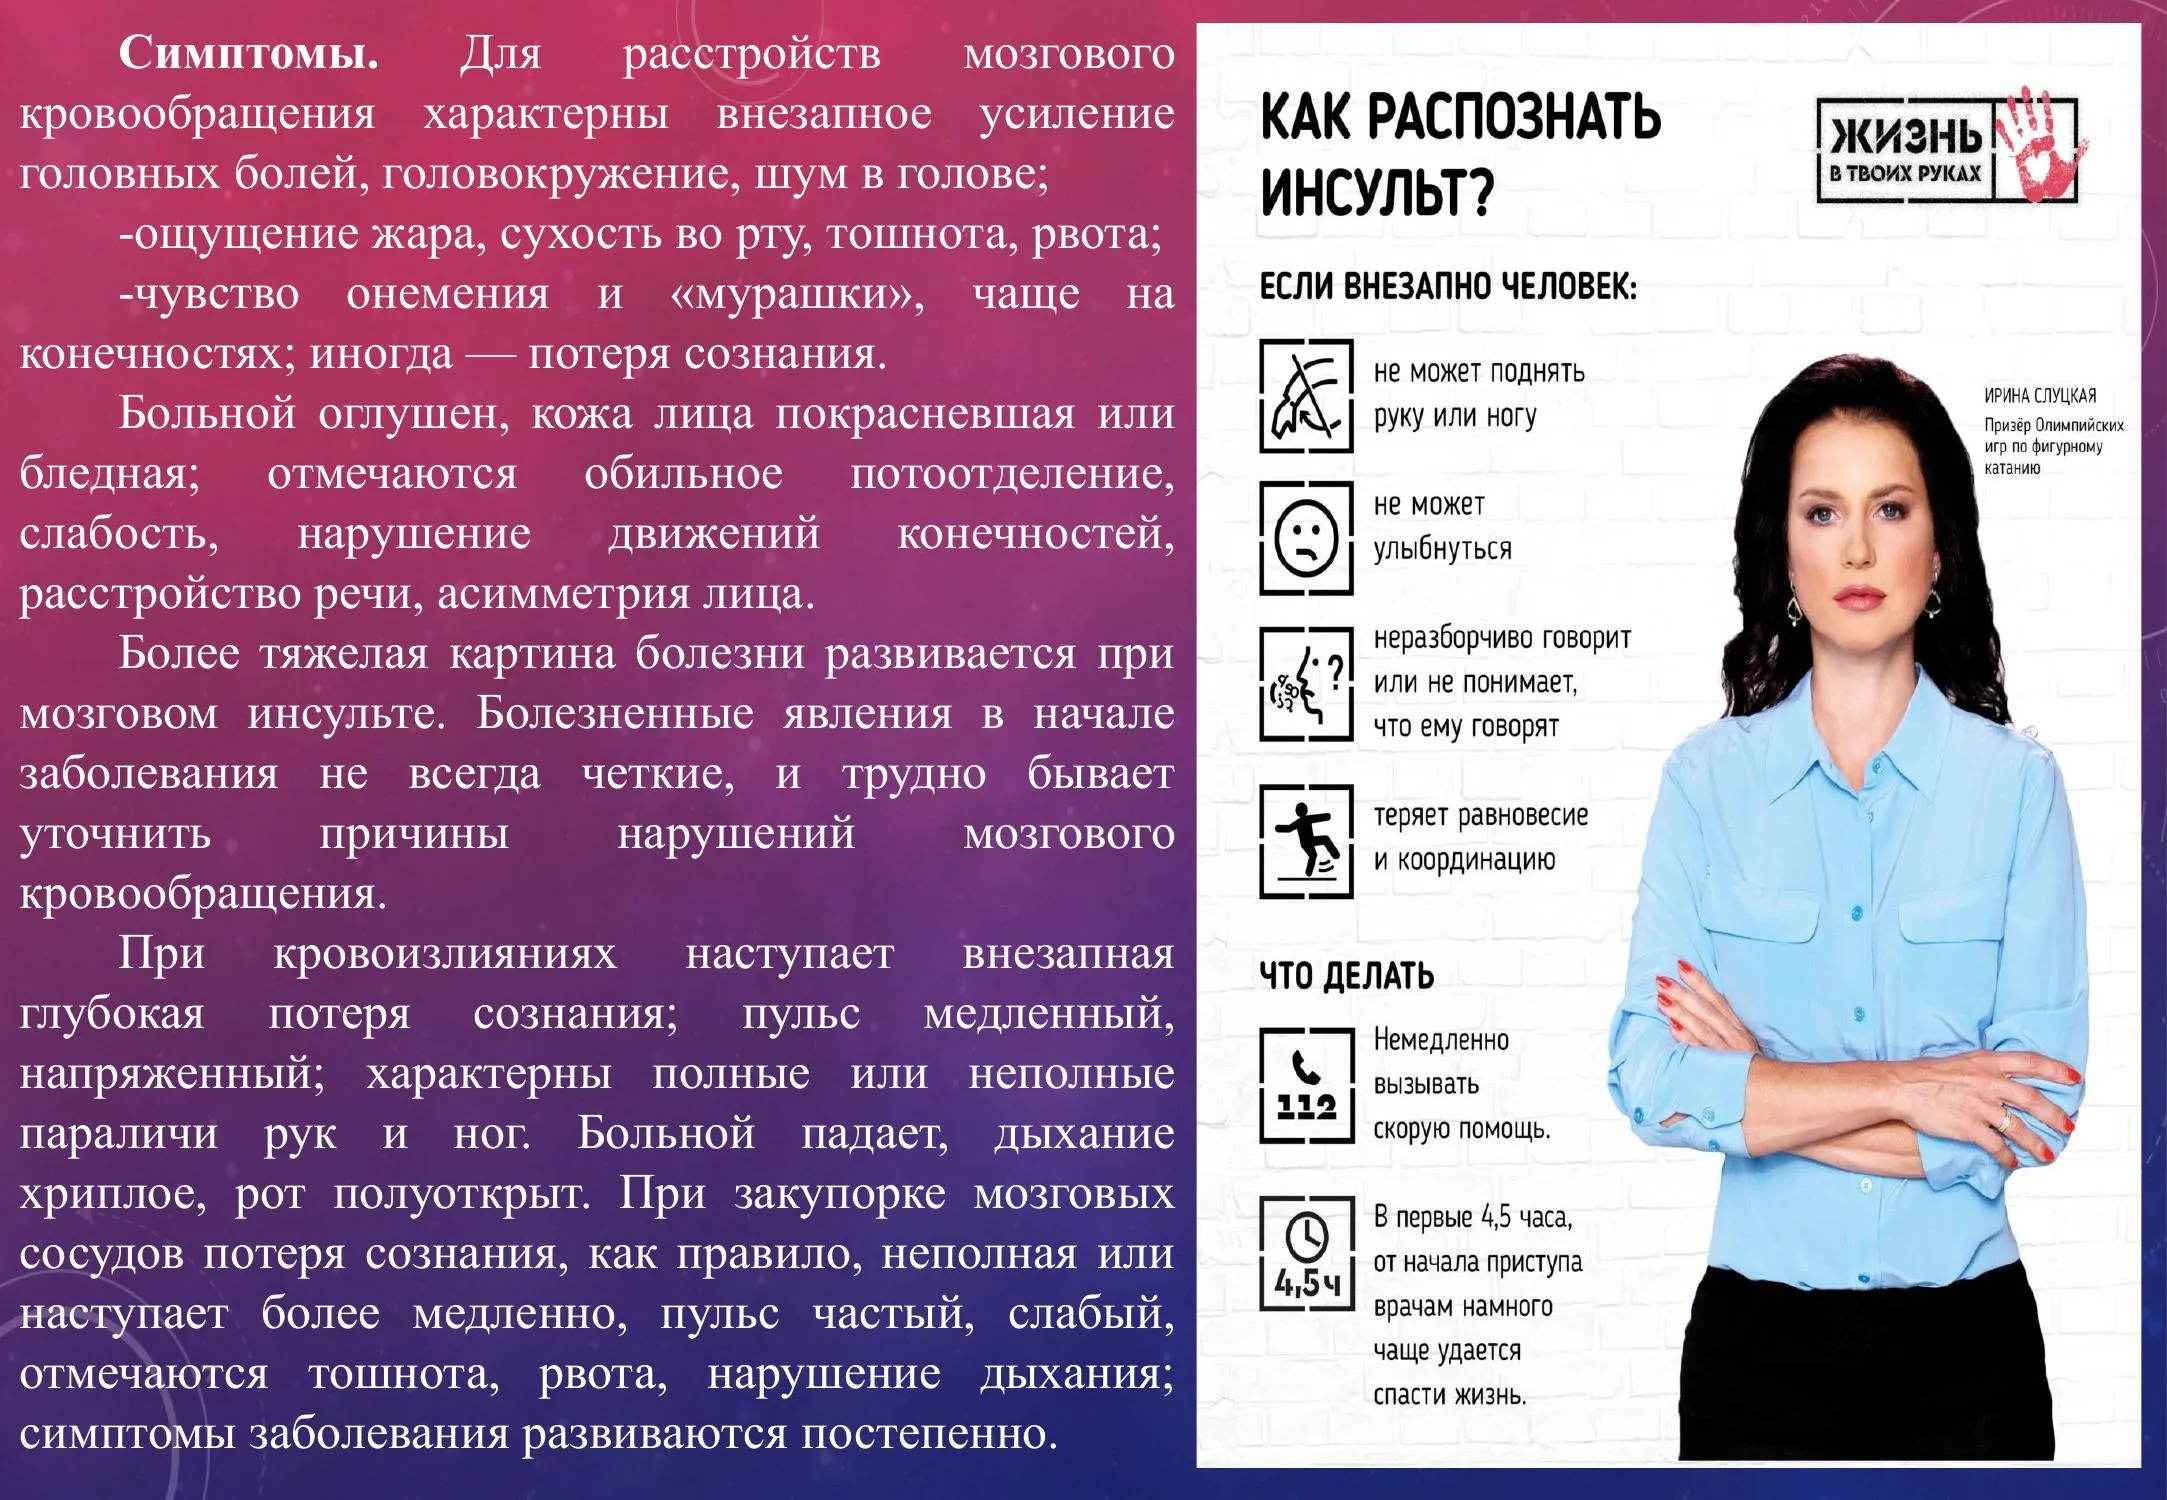 Симптомы. Для расстройств мозгового
кровообращения характерны внезапное усиление
головных болей, головокружение, шум в голове;
-ощущение жара, сухость во рту, тошнота, рвота;
-чувство онемения и «мурашки», чаще на
конечностях; иногда — потеря сознания.
Больной оглушен, кожа лица покрасневшая или
бледная; отмечаются обильное потоотделение,
слабость, нарушение движений конечностей,
расстройство речи, асимметрия лица.
Более тяжелая картина болезни развивается при
мозговом инсульте. Болезненные явления в начале
заболевания не всегда четкие, и трудно бывает
уточнить причины нарушений мозгового
кровообращения.
При кровоизлияниях наступает внезапная
глубокая потеря сознания; пульс медленный,
напряженный; характерны полные или неполные
параличи рук и ног. Больной падает, дыхание
хриплое, рот полуоткрыт. При закупорке мозговых
сосудов потеря сознания, как правило, неполная или
наступает более медленно, пульс частый, слабый,
отмечаются тошнота, рвота, нарушение дыхания;
симптомы заболевания развиваются постепенно.
КАК РАСПОЗНАТЬ
ИНСУЛЬТ?
ЖИЗНЬ
В ТВОИХ РУКАХ
ЕСЛИ ВНЕЗАПНО ЧЕЛОВЕК:
не может поднять
руку или ногу
не может
улыбнуться
неразборчиво говорит
или не понимает,
что ему говорят
?
теряет равновесие
и координацию
ИРИНА СЛУЦКАЯ
Призёр Олимпийских
игр по фигурному
катанию
ЧТО ДЕЛАТЬ
112
Немедленно
вызывать
скорую помощь.
4,5ч
В первые 4,5 часа,
от начала приступа
врачам намного
чаще удается
спасти жизнь.